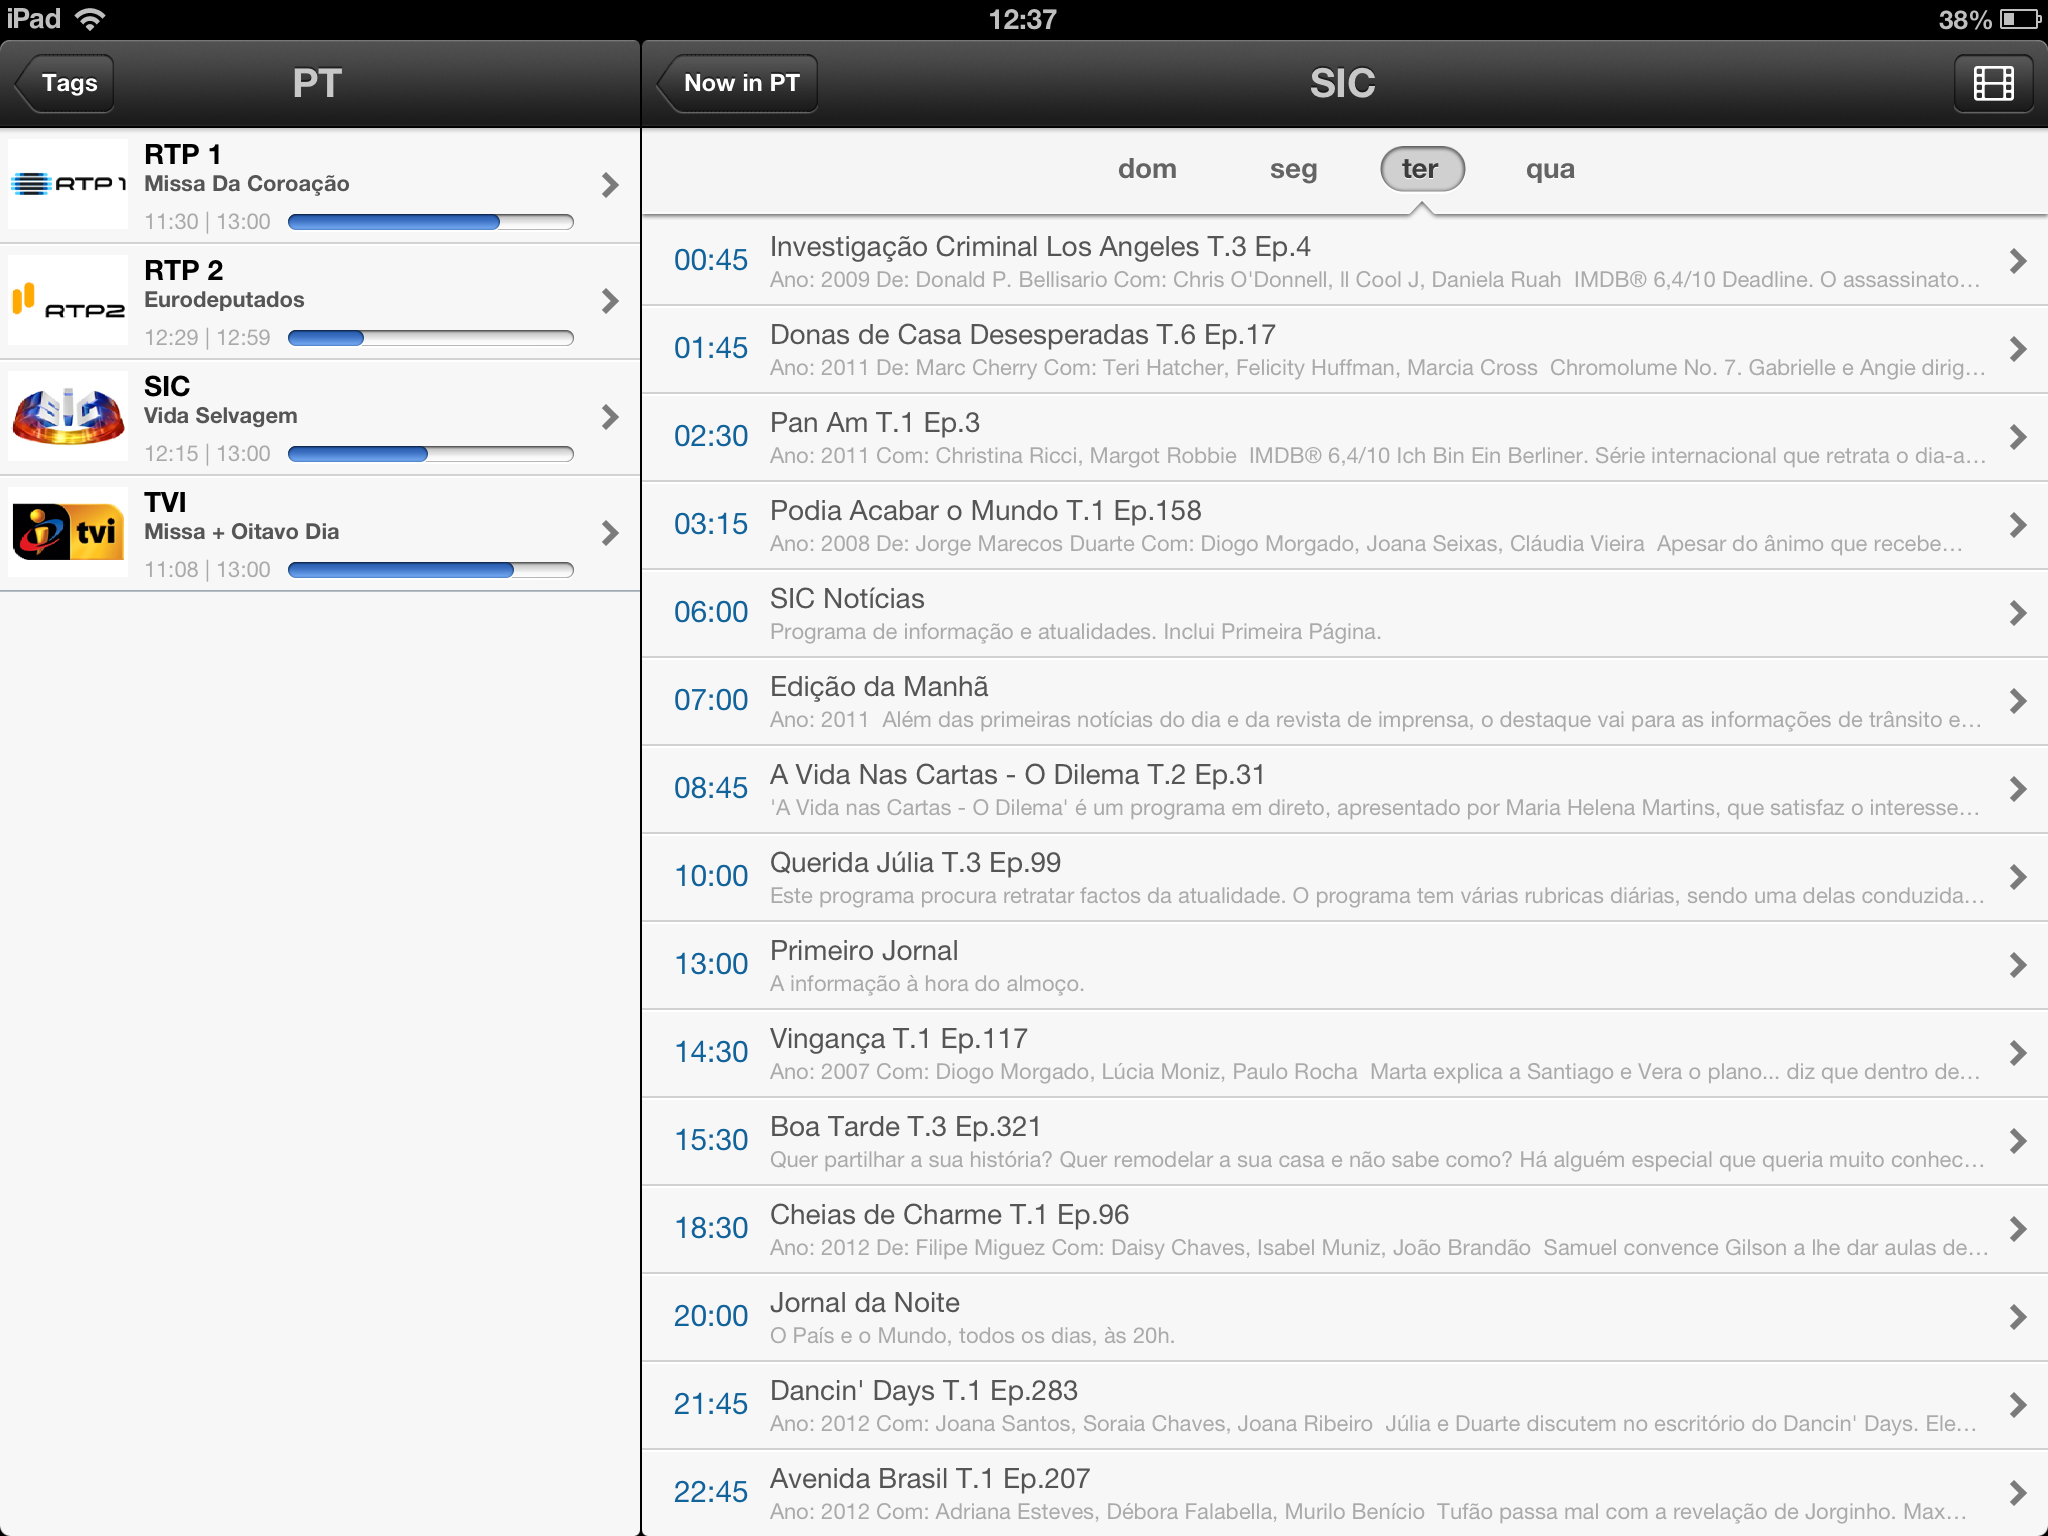 iPad
12:37
38%
Tags
PT
RTP 1
RTP 1
Missa Da Coroação
11:30 | 13:00
RTP2
RTP 2
Eurodeputados
12:29 | 12:59
SIC
SIC
Vida Selvagem
12:15 | 13:00
tvi
TVI
Missa + Oitavo Dia
11:08 | 13:00
Now in PT
SIC
dom seg ter qua
00:45
Investigação Criminal Los Angeles T.3 Ep.4
Ano: 2009 De: Donald P. Bellisario Com: Chris O'Donnell, ll Cool J, Daniela Ruah  IMDB® 6,4/10 Deadline. O assassinato…
01:45
Donas de Casa Desesperadas T.6 Ep.17
Ano: 2011 De: Marc Cherry Com: Teri Hatcher, Felicity Huffman, Marcia Cross  Chromolume No. 7. Gabrielle e Angie dirig…
02:30
Pan Am T.1 Ep.3
Ano: 2011 Com: Christina Ricci, Margot Robbie  IMDB® 6,4/10 Ich Bin Ein Berliner. Série internacional que retrata o dia-a…
03:15
Podia Acabar o Mundo T.1 Ep.158
Ano: 2008 De: Jorge Marecos Duarte Com: Diogo Morgado, Joana Seixas, Cláudia Vieira  Apesar do ânimo que recebe…
06:00
SIC Notícias
Programa de informação e atualidades. Inclui Primeira Página.
07:00
Edição da Manhã
Ano: 2011  Além das primeiras notícias do dia e da revista de imprensa, o destaque vai para as informações de trânsito e…
08:45
A Vida Nas Cartas - O Dilema T.2 Ep.31
'A Vida nas Cartas - O Dilema' é um programa em direto, apresentado por Maria Helena Martins, que satisfaz o interesse…
10:00
Querida Júlia T.3 Ep.99
Este programa procura retratar factos da atualidade. O programa tem várias rubricas diárias, sendo uma delas conduzida…
13:00
Primeiro Jornal
A informação à hora do almoço.
14:30
Vingança T.1 Ep.117
Ano: 2007 Com: Diogo Morgado, Lúcia Moniz, Paulo Rocha  Marta explica a Santiago e Vera o plano... diz que dentro de…
15:30
Boa Tarde T.3 Ep.321
Quer partilhar a sua história? Quer remodelar a sua casa e não sabe como? Há alguém especial que queria muito conhec…
18:30
Cheias de Charme T.1 Ep.96
Ano: 2012 De: Filipe Miguez Com: Daisy Chaves, Isabel Muniz, João Brandão  Samuel convence Gilson a lhe dar aulas de…
20:00
Jornal da Noite
O País e o Mundo, todos os dias, às 20h.
21:45
Dancin' Days T.1 Ep.283
Ano: 2012 Com: Joana Santos, Soraia Chaves, Joana Ribeiro  Júlia e Duarte discutem no escritório do Dancin' Days. Ele…
22:45
Avenida Brasil T.1 Ep.207
Ano: 2012 Com: Adriana Esteves, Débora Falabella, Murilo Benício  Tufão passa mal com a revelação de Jorginho. Max…